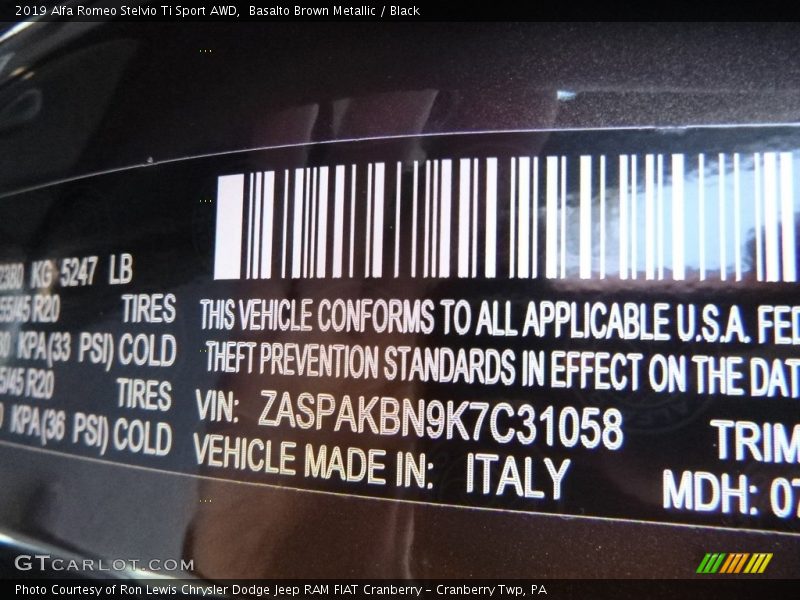 2019 Alfa Romeo Stelvio Ti Sport AWD,  Basalto Brown Metallic / Black
KG 5247 LB
R20 TIRES
KPA(33 PSI) COLD
R20 TIRES
KPA(36 PSI) COLD
THIS VEHICLE CONFORMS TO ALL APPLICABLE U.S.A.
THEFT PREVENTION STANDARDS IN EFFECT ON THE
VIN: ZASPAKBN9K7C31058
TRIM
VEHICLE MADE IN: ITALY
MDH: 07
GTCARLOT.COM
Photo Courtesy of Ron Lewis Chrysler Dodge Jeep RAM FIAT Cranberry – Cranberry Twp, PA